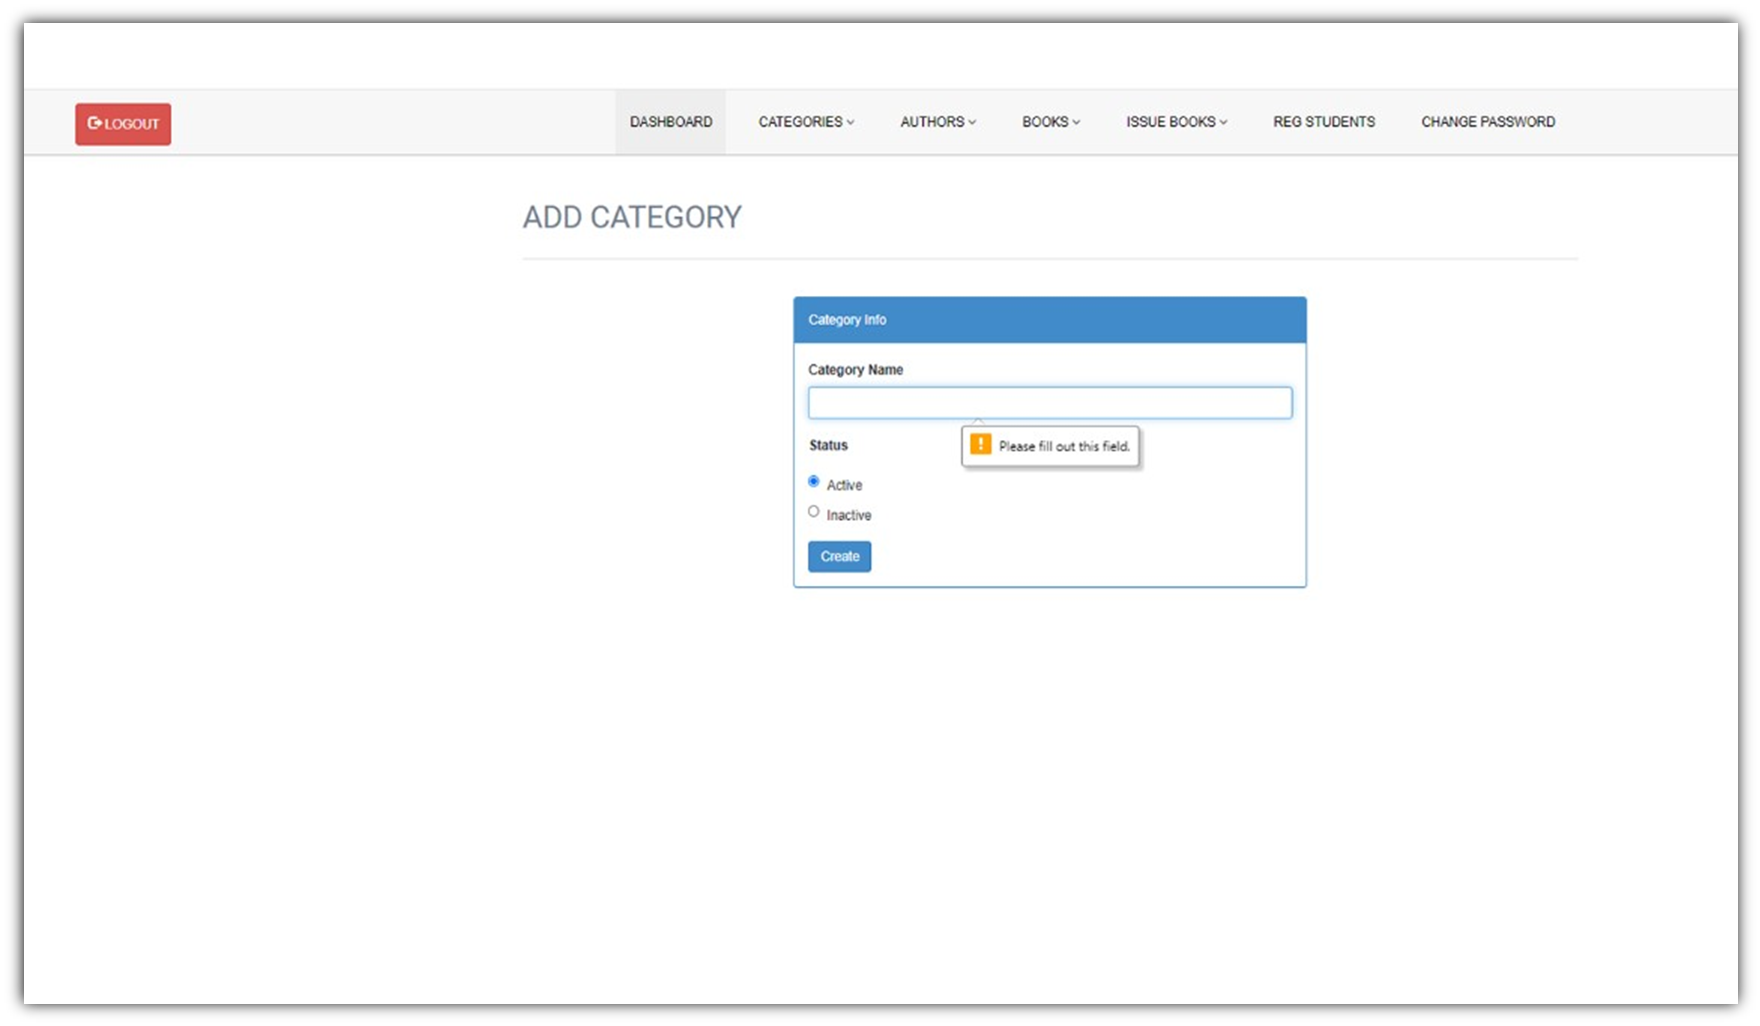 LOGOUT
DASHBOARD CATEGORIES AUTHORS BOOKS ISSUE BOOKS REG STUDENTS CHANGE PASSWORD
ADD CATEGORY
Category Info
Category Name
Please fill out this field.
Status
Active
Inactive
Create